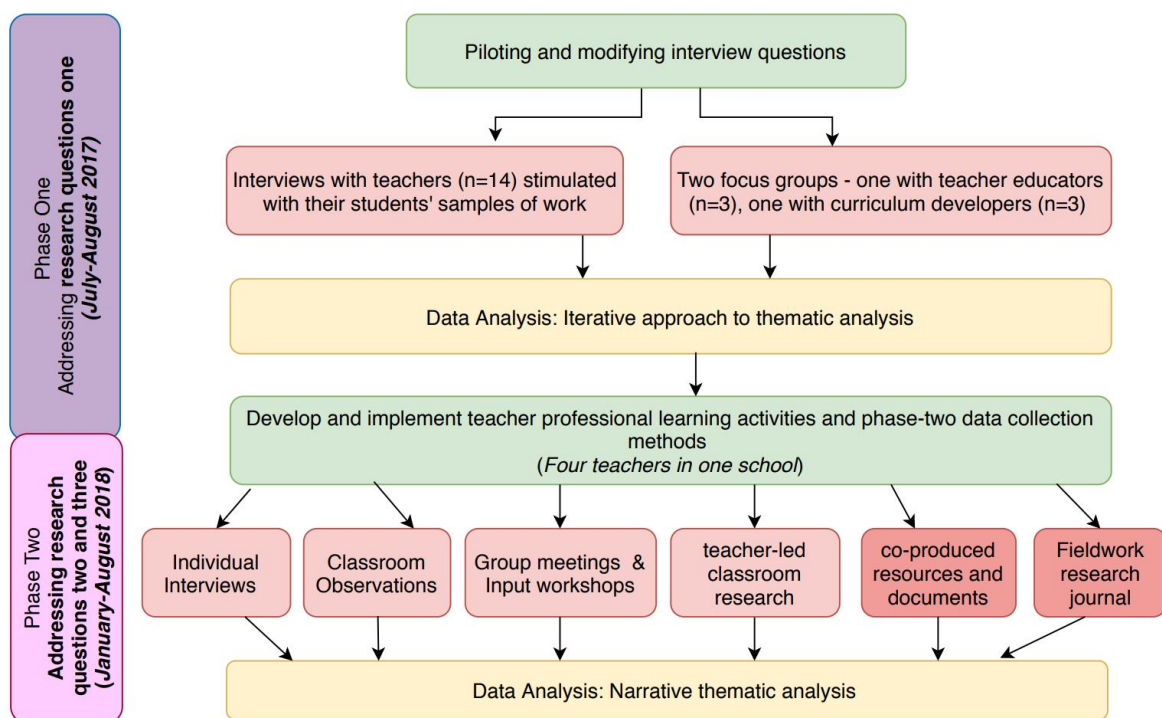 Phase One
Addressing research questions one
(July-August 2017)
Piloting and modifying interview questions
Interviews with teachers (n=14) stimulated
with their students' samples of work
Two focus groups - one with teacher educators
(n=3), one with curriculum developers (n=3)
Data Analysis: Iterative approach to thematic analysis
Phase Two
Addressing research
questions two and three
(January-August 2018)
Develop and implement teacher professional learning activities and phase-two data collection
methods
(Four teachers in one school)
Individual
Interviews
Classroom
Observations
Group meetings &
Input workshops
teacher-led
classroom
research
co-produced
resources and
documents
Fieldwork
research
journal
Data Analysis: Narrative thematic analysis